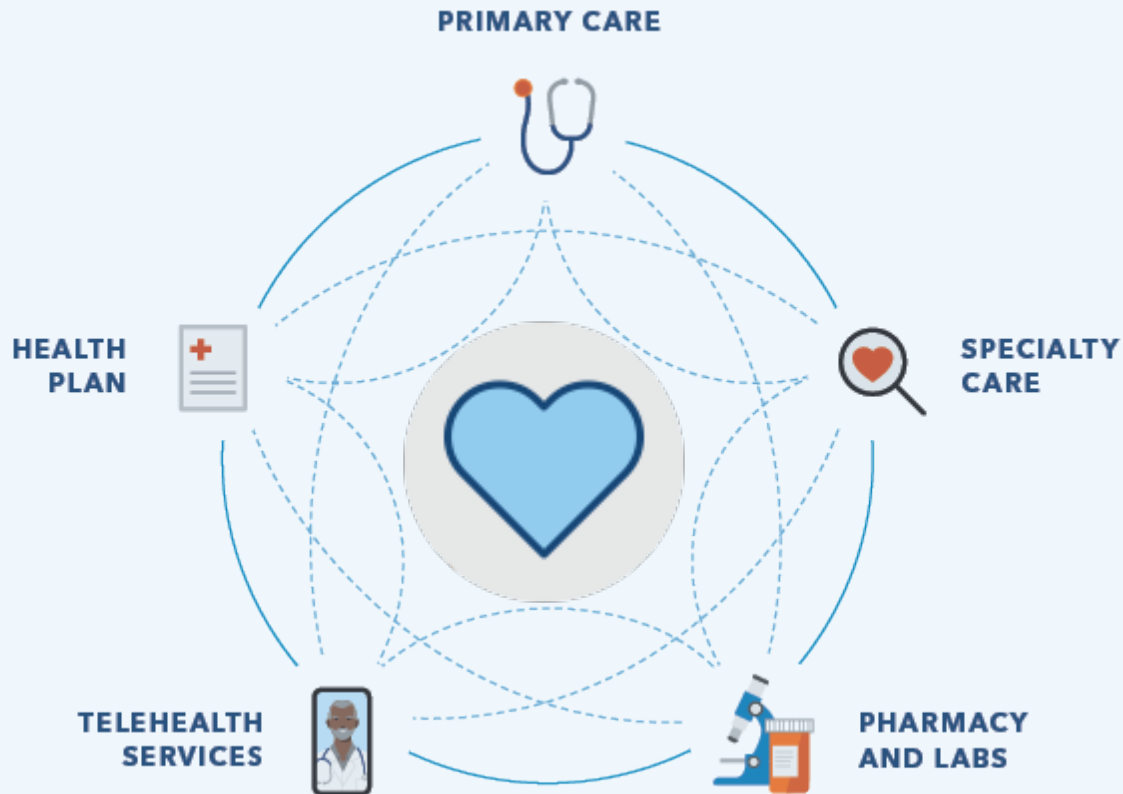 PRIMARY CARE
HEALTH
PLAN
SPECIALTY
CARE
TELEHEALTH
SERVICES
PHARMACY
AND LABS